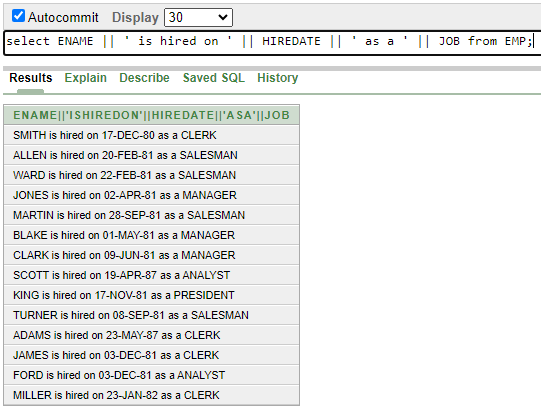 Autocommit Display 30
select ENAME || ' is hired on ' || HIREDATE || ' as a ' || JOB from EMP;
Results Explain Describe Saved SQL History
ENAME||'ISHIREDON'||HIREDATE||'ASA'||JOB
SMITH is hired on 17-DEC-80 as a CLERK
ALLEN is hired on 20-FEB-81 as a SALESMAN
WARD is hired on 22-FEB-81 as a SALESMAN
JONES is hired on 02-APR-81 as a MANAGER
MARTIN is hired on 28-SEP-81 as a SALESMAN
BLAKE is hired on 01-MAY-81 as a MANAGER
CLARK is hired on 09-JUN-81 as a MANAGER
SCOTT is hired on 19-APR-87 as a ANALYST
KING is hired on 17-NOV-81 as a PRESIDENT
TURNER is hired on 08-SEP-81 as a SALESMAN
ADAMS is hired on 23-MAY-87 as a CLERK
JAMES is hired on 03-DEC-81 as a CLERK
FORD is hired on 03-DEC-81 as a ANALYST
MILLER is hired on 23-JAN-82 as a CLERK